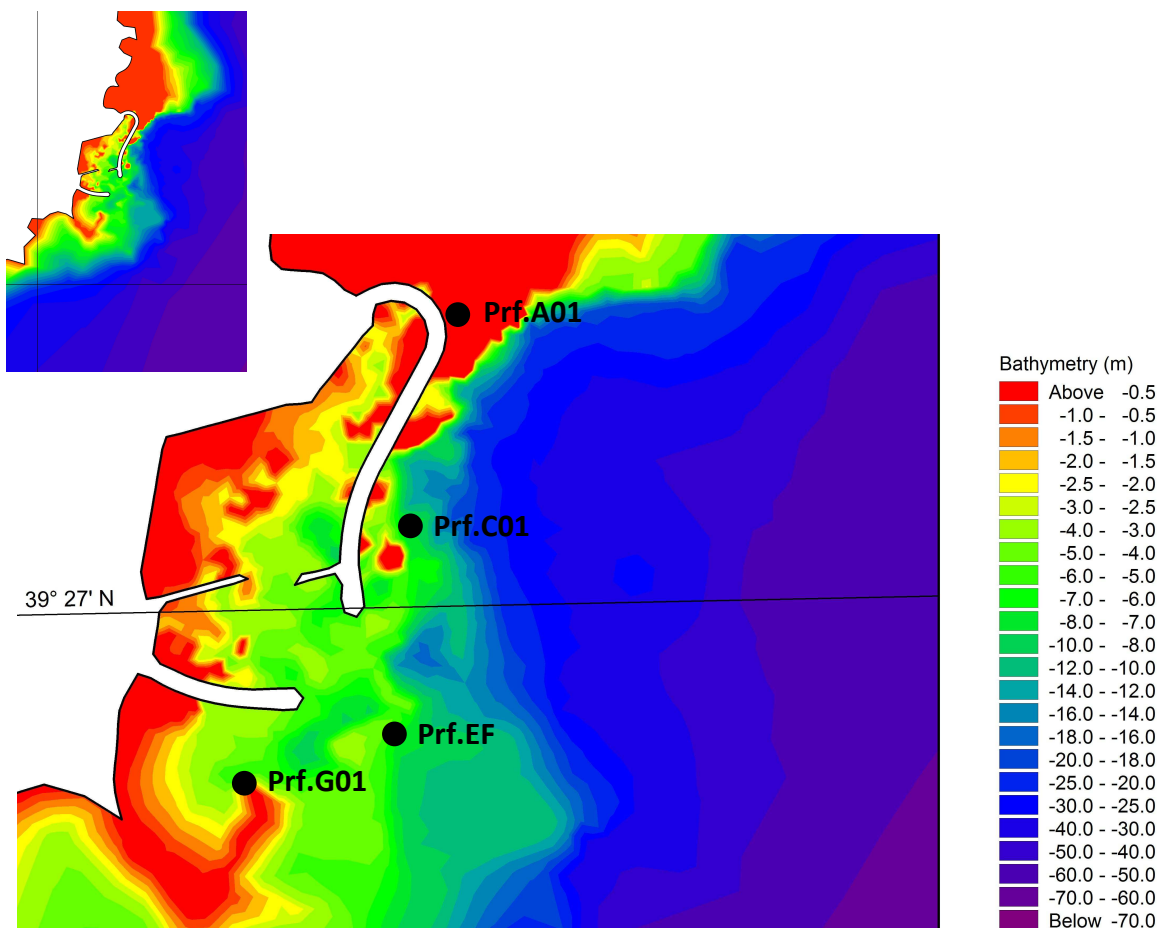 Prf.A01
Prf.C01
39° 27' N
Prf.EF
Prf.G01
Bathymetry (m)
Above -0.5
-1.0 - -0.5
-1.5 - -1.0
-2.0 - -1.5
-2.5 - -2.0
-3.0 - -2.5
-4.0 - -3.0
-5.0 - -4.0
-6.0 - -5.0
-7.0 - -6.0
-8.0 - -7.0
-10.0 - -8.0
-12.0 - -10.0
-14.0 - -12.0
-16.0 - -14.0
-18.0 - -16.0
-20.0 - -18.0
-25.0 - -20.0
-30.0 - -25.0
-40.0 - -30.0
-50.0 - -40.0
-60.0 - -50.0
-70.0 - -60.0
Below -70.0